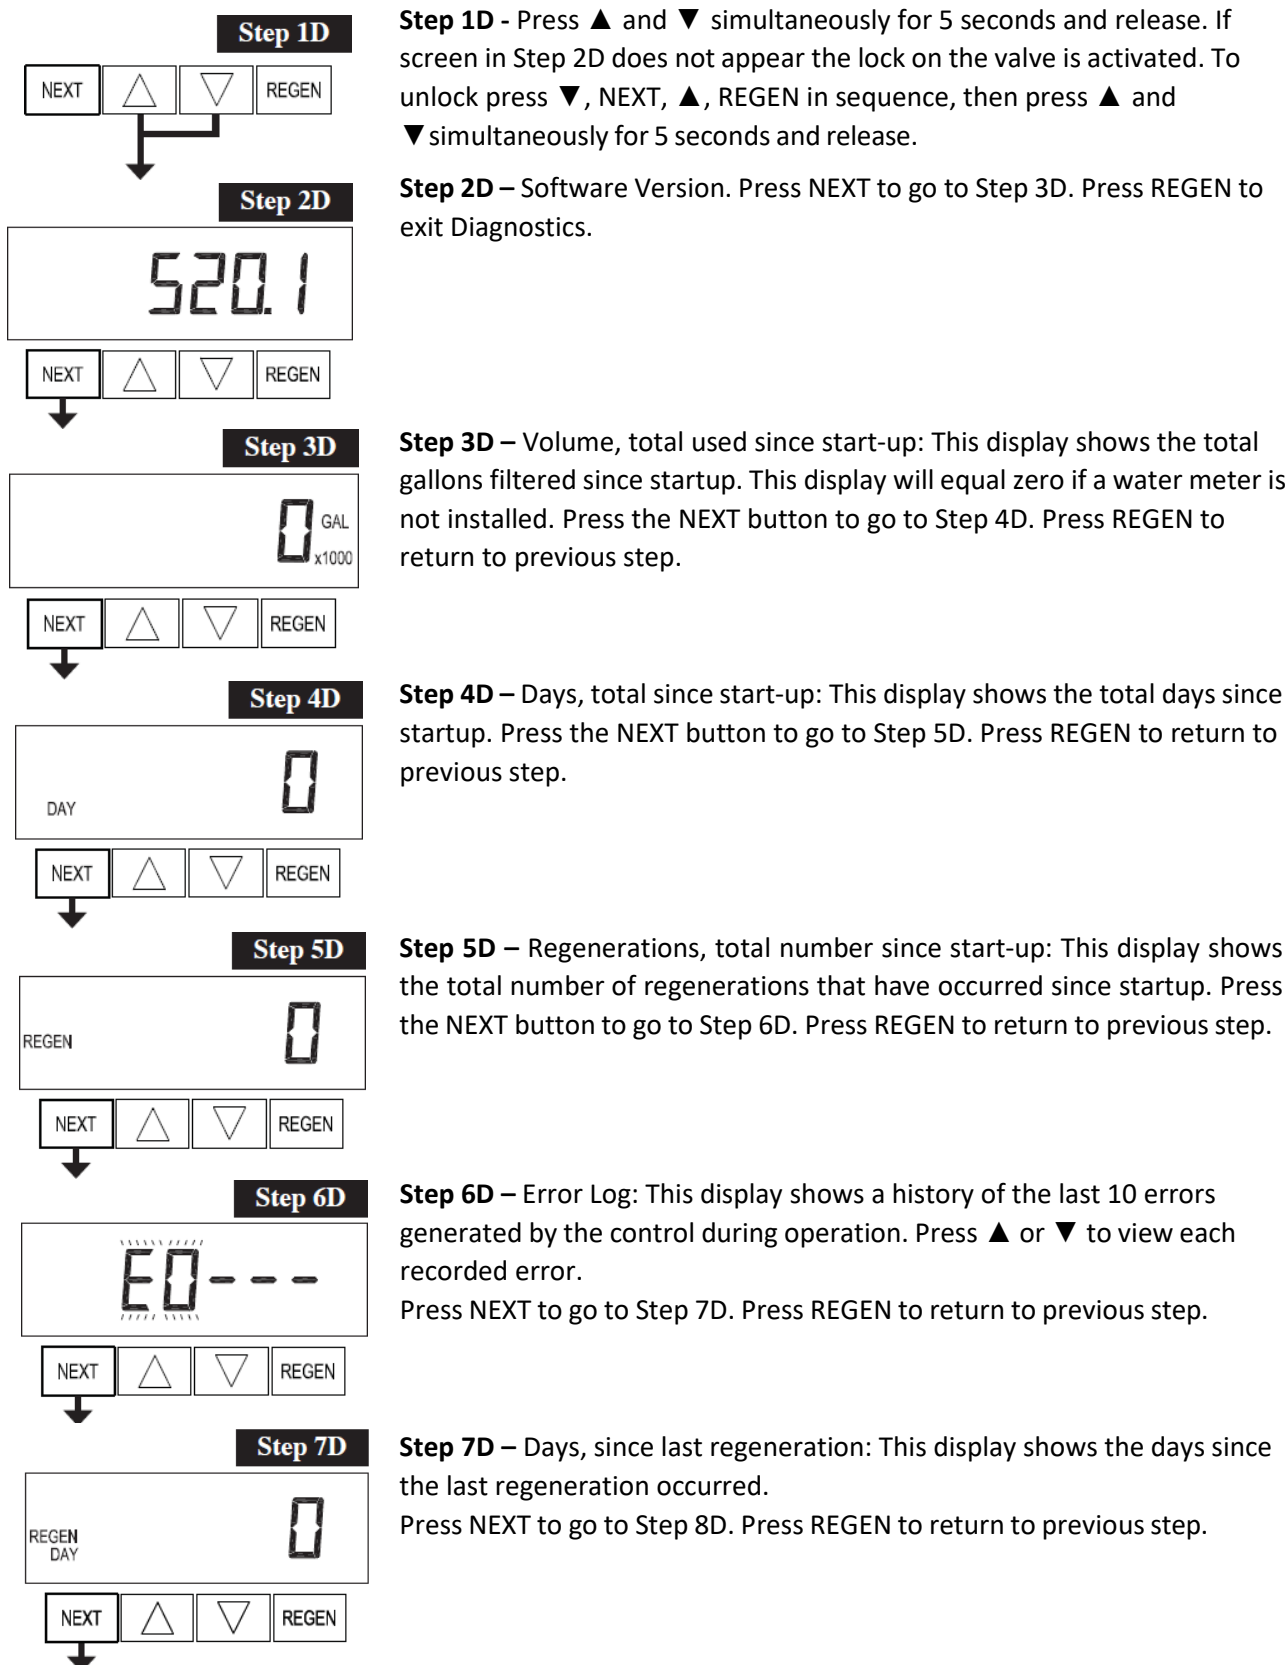 Step 1D
NEXT △ ▽ REGEN
Step 1D - Press ▲ and ▼ simultaneously for 5 seconds and release. If
screen in Step 2D does not appear the lock on the valve is activated. To
unlock press ▼, NEXT, ▲, REGEN in sequence, then press ▲ and
▼simultaneously for 5 seconds and release.
Step 2D
520.1
NEXT △ ▽ REGEN
Step 2D – Software Version. Press NEXT to go to Step 3D. Press REGEN to
exit Diagnostics.
Step 3D
0 GAL
x1000
NEXT △ ▽ REGEN
Step 3D – Volume, total used since start-up: This display shows the total
gallons filtered since startup. This display will equal zero if a water meter is
not installed. Press the NEXT button to go to Step 4D. Press REGEN to
return to previous step.
Step 4D
DAY 0
NEXT △ ▽ REGEN
Step 4D – Days, total since start-up: This display shows the total days since
startup. Press the NEXT button to go to Step 5D. Press REGEN to return to
previous step.
Step 5D
REGEN 0
NEXT △ ▽ REGEN
Step 5D – Regenerations, total number since start-up: This display shows
the total number of regenerations that have occurred since startup. Press
the NEXT button to go to Step 6D. Press REGEN to return to previous step.
Step 6D
E0---
NEXT △ ▽ REGEN
Step 6D – Error Log: This display shows a history of the last 10 errors
generated by the control during operation. Press ▲ or ▼ to view each
recorded error.
Press NEXT to go to Step 7D. Press REGEN to return to previous step.
Step 7D
REGEN
DAY 0
NEXT △ ▽ REGEN
Step 7D – Days, since last regeneration: This display shows the days since
the last regeneration occurred.
Press NEXT to go to Step 8D. Press REGEN to return to previous step.